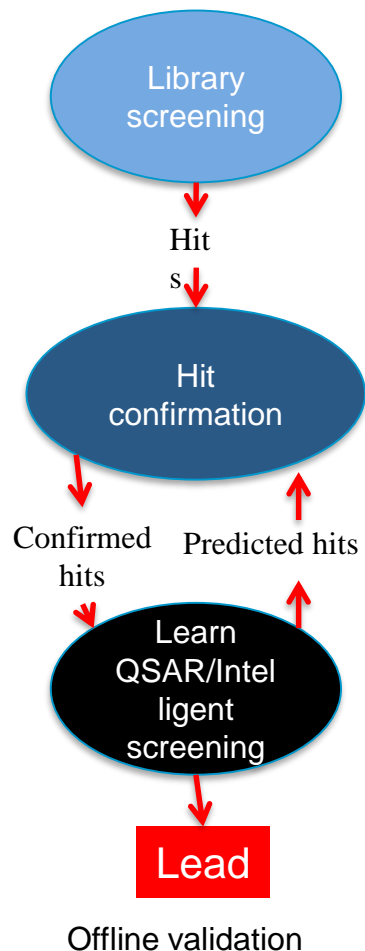 Library
screening
Hit
s
Hit
confirmation
Confirmed
hits
Predicted hits
Learn
QSAR/Intel
ligent
screening
Lead
Offline validation